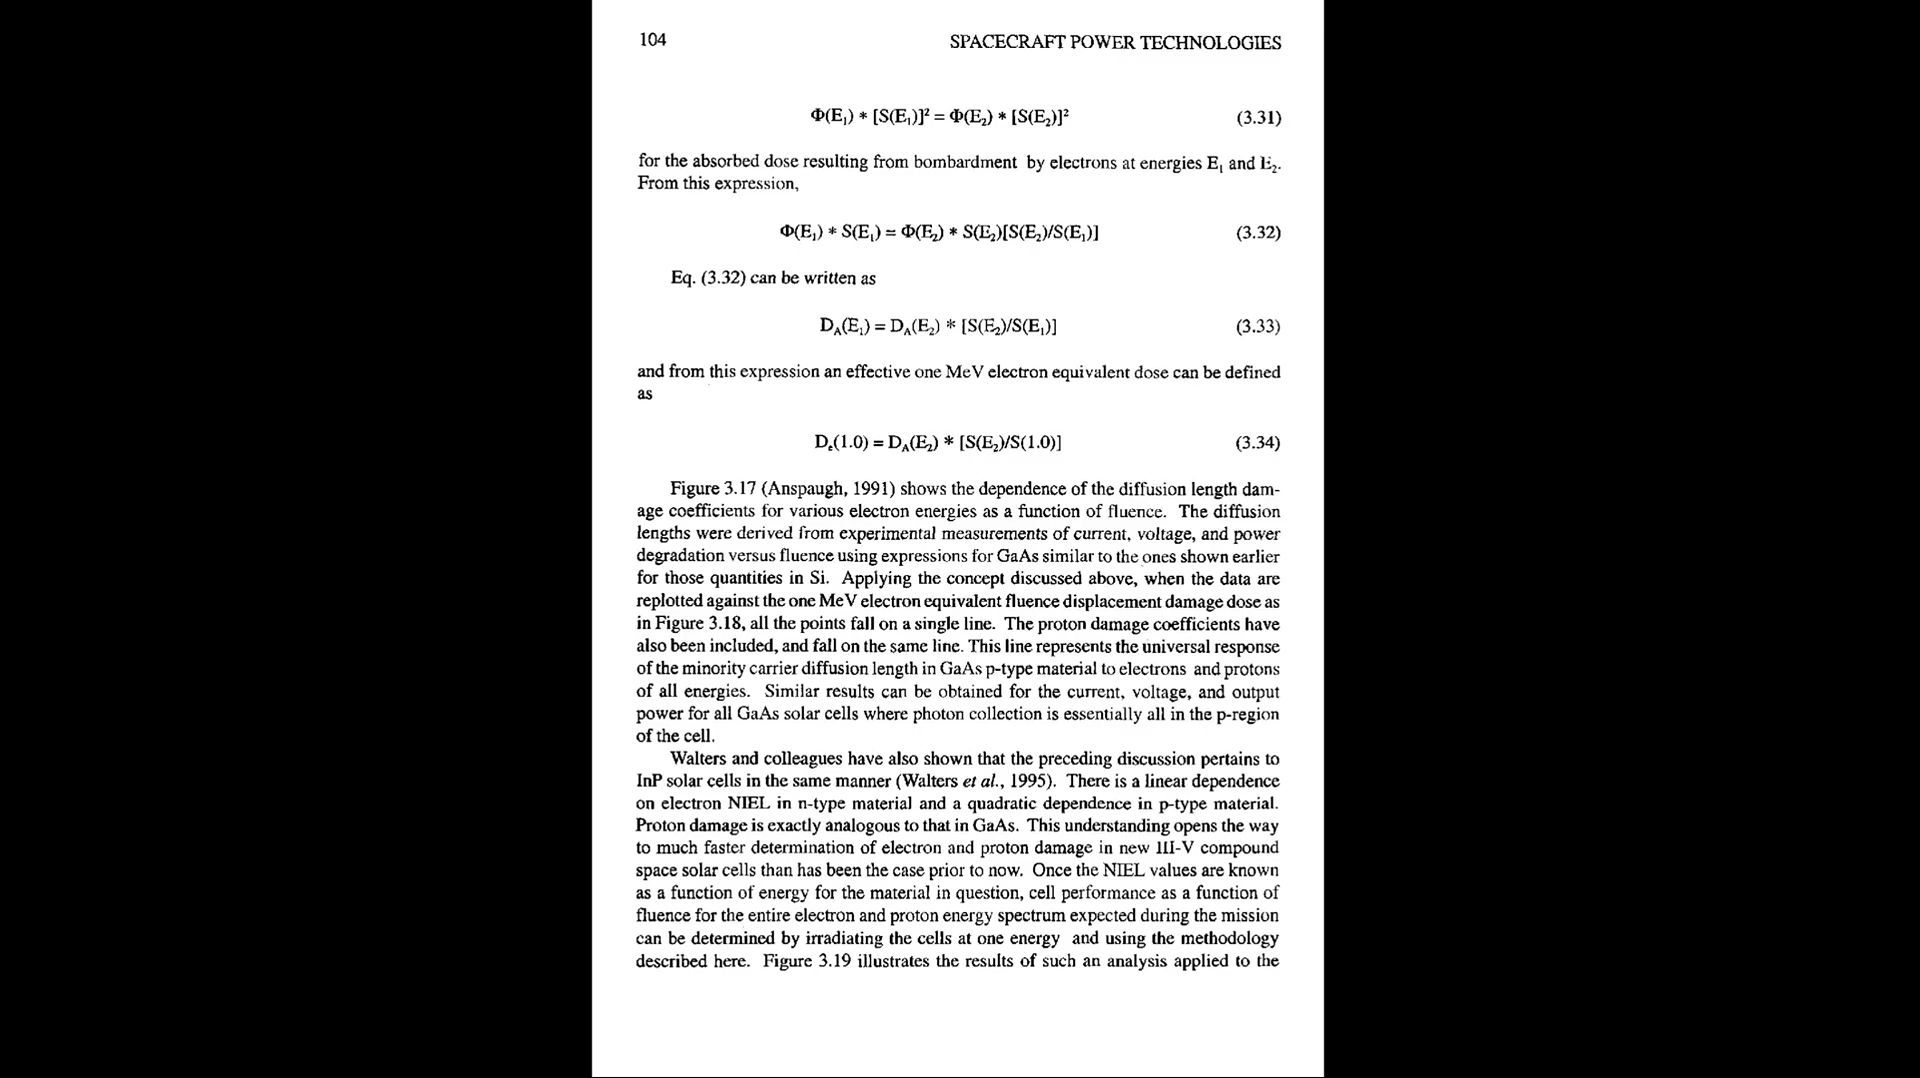 104 SPACECRAFT POWER TECHNOLOGIES
Φ(E₁) * [S(E₁)]² = Φ(E₂) * [S(E₂)]² (3.31)
for the absorbed dose resulting from bombardment by electrons at energies E₁ and E₂.
From this expression,
Φ(E₁) * S(E₁) = Φ(E₂) * S(E₂)[S(E₂)/S(E₁)] (3.32)
Eq. (3.32) can be written as
D_A(E₁) = D_A(E₂) * [S(E₂)/S(E₁)] (3.33)
and from this expression an effective one MeV electron equivalent dose can be defined
as
Dₑ(1.0) = D_A(E₂) * [S(E₂)/S(1.0)] (3.34)
Figure 3.17 (Anspaugh, 1991) shows the dependence of the diffusion length dam-
age coefficients for various electron energies as a function of fluence. The diffusion
lengths were derived from experimental measurements of current, voltage, and power
degradation versus fluence using expressions for GaAs similar to the ones shown earlier
for those quantities in Si. Applying the concept discussed above, when the data are
replotted against the one MeV electron equivalent fluence displacement damage dose as
in Figure 3.18, all the points fall on a single line. The proton damage coefficients have
also been included, and fall on the same line. This line represents the universal response
of the minority carrier diffusion length in GaAs p-type material to electrons and protons
of all energies. Similar results can be obtained for the current, voltage, and output
power for all GaAs solar cells where photon collection is essentially all in the p-region
of the cell.
Walters and colleagues have also shown that the preceding discussion pertains to
InP solar cells in the same manner (Walters et al., 1995). There is a linear dependence
on electron NIEL in n-type material and a quadratic dependence in p-type material.
Proton damage is exactly analogous to that in GaAs. This understanding opens the way
to much faster determination of electron and proton damage in new III-V compound
space solar cells than has been the case prior to now. Once the NIEL values are known
as a function of energy for the material in question, cell performance as a function of
fluence for the entire electron and proton energy spectrum expected during the mission
can be determined by irradiating the cells at one energy and using the methodology
described here. Figure 3.19 illustrates the results of such an analysis applied to the